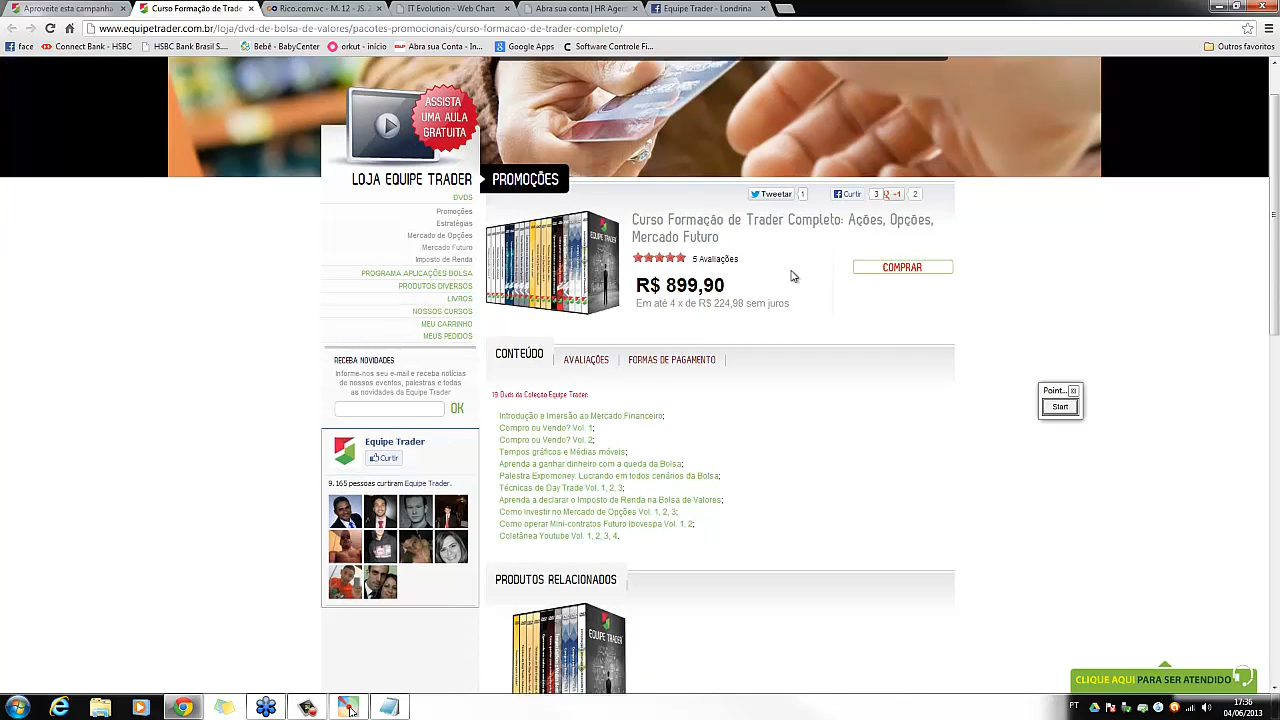 Aproveite esta campanha
Curso Formação de Trade
Rico.com.vc - M. 12 - JS. 2
IT Evolution - Web Chart
Abra sua conta | HR Agen
Equipe Trader - Londrina
www.equipetrader.com.br/loja/dvd-de-bolsa-de-valores/pacotes-promocionais/curso-formacao-de-trader-completo/
face
Connect Bank - HSBC
HSBC Bank Brasil S...
Bebê - BabyCenter
orkut - início
Abra sua Conta - In...
Google Apps
Software Controle Fi...
Outros favoritos
ASSISTA
UMA AULA
GRATUITA
LOJA EQUIPE TRADER
PROMOÇÕES
DVDS
Promoções
Estratégias
Mercado de Opções
Mercado Futuro
Imposto de Renda
PROGRAMA APLICAÇÕES BOLSA
PRODUTOS DIVERSOS
LIVROS
NOSSOS CURSOS
MEU CARRINHO
MEUS PEDIDOS
RECEBA NOVIDADES
Informe-nos seu e-mail e receba notícias
de nossos eventos, palestras e todas
as novidades da Equipe Trader
OK
Equipe Trader
Curtir
9.165 pessoas curtiram Equipe Trader.
Tweetar
1
Curtir
3
+1
2
EQUIPE TRADER
Curso Formação de Trader Completo: Ações, Opções,
Mercado Futuro
5 Avaliações
R$ 899,90
Em até 4 x de R$ 224,98 sem juros
COMPRAR
CONTEÚDO
AVALIAÇÕES
FORMAS DE PAGAMENTO
19 Dvds da Coleção Equipe Trader:
Introdução e Imersão ao Mercado Financeiro;
Compro ou Vendo? Vol. 1;
Compro ou Vendo? Vol. 2;
Tempos gráficos e Médias móveis;
Aprenda a ganhar dinheiro com a queda da Bolsa;
Palestra Expomoney: Lucrando em todos cenários da Bolsa;
Técnicas de Day Trade Vol. 1, 2, 3;
Aprenda a declarar o Imposto de Renda na Bolsa de Valores;
Como Investir no Mercado de Opções Vol. 1, 2, 3;
Como operar Mini-contratos Futuro Ibovespa Vol. 1, 2;
Coletânea Youtube Vol. 1, 2, 3, 4.
PRODUTOS RELACIONADOS
EQUIPE TRADER
Point...
Start
CLIQUE AQUI PARA SER ATENDIDO
PT
17:36
04/06/2013